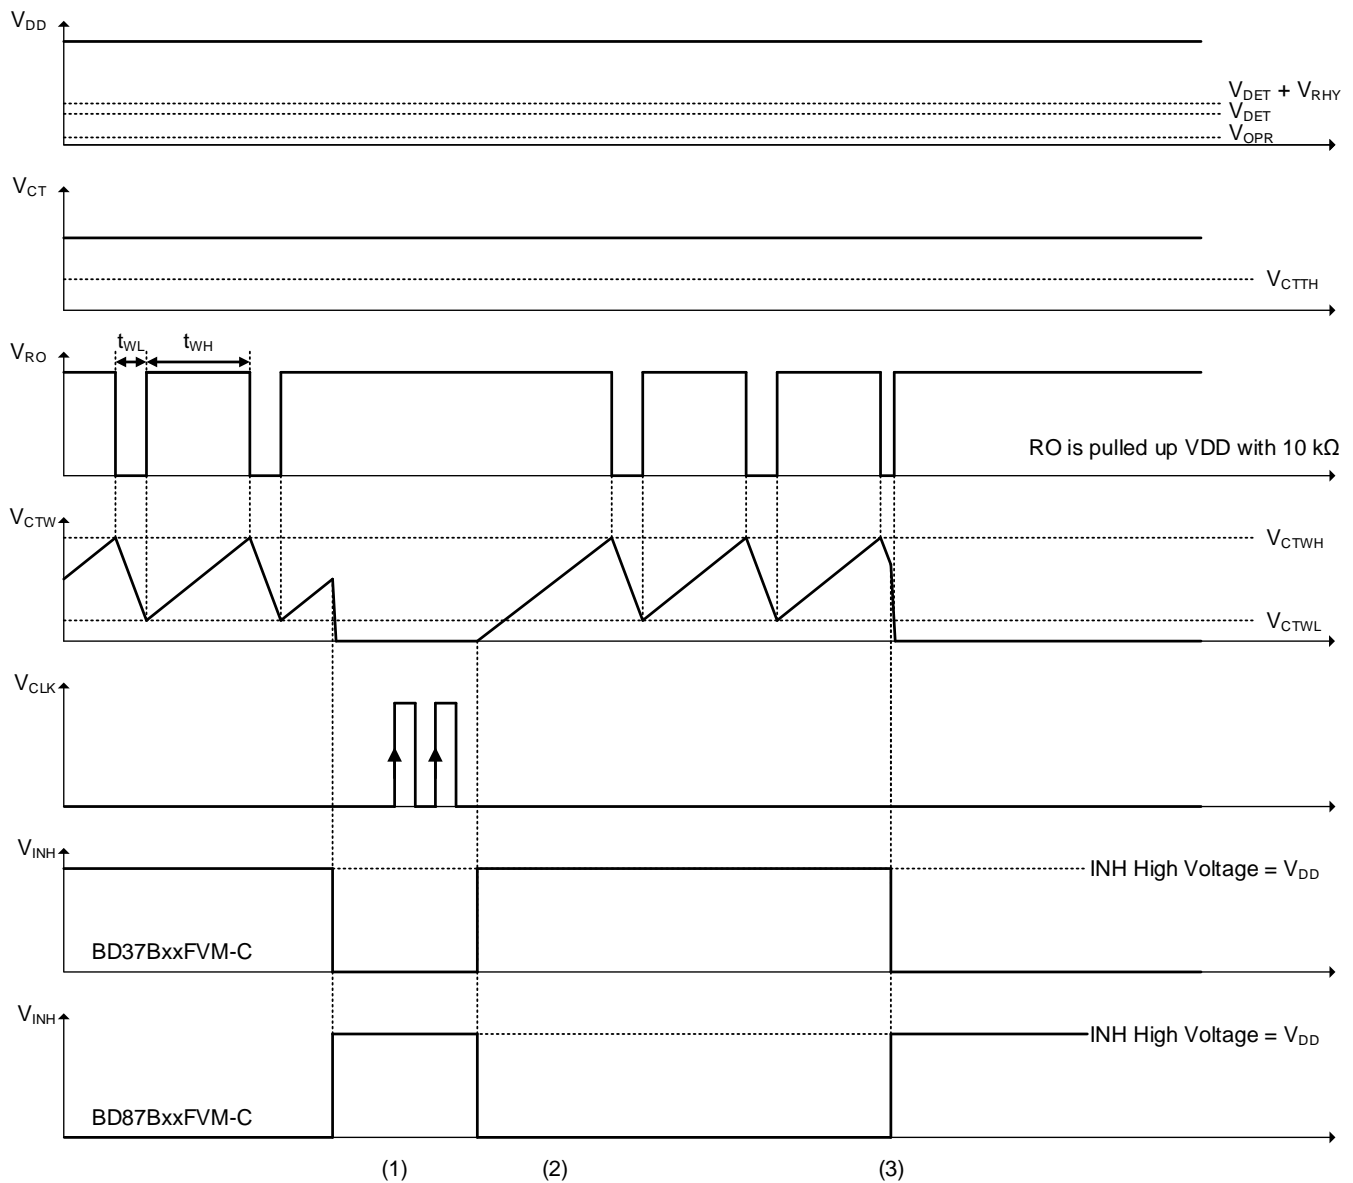 VDD
VDET + VRHY
VDET
VOPR
VCT
VCTTH
VRO
tWL
tWH
RO is pulled up VDD with 10 kΩ
VCTW
VCTWH
VCTWL
VCLK
VINH
INH High Voltage = VDD
BD37BxxFVM-C
VINH
INH High Voltage = VDD
BD87BxxFVM-C
(1) (2) (3)